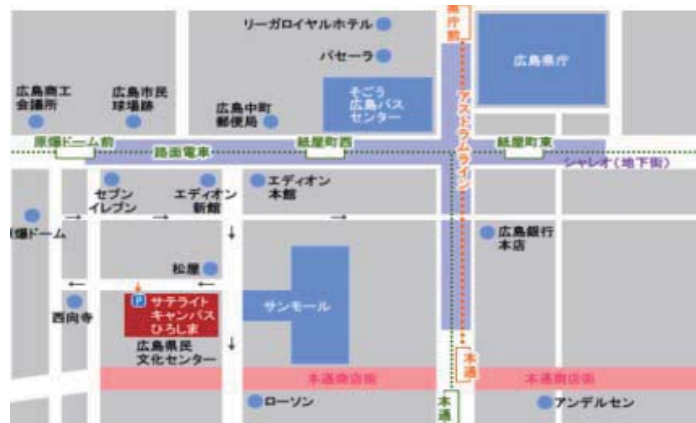 リーガロイヤルホテル
県庁前
パセーラ
広島県庁
広島商工
会議所
広島市民
球場跡
広島中町
郵便局
そごう
広島バス
センター
アストラムライン
原爆ドーム前
路面電車
紙屋町西
紙屋町東
シャレオ(地下街)
セブン
イレブン
エディオン
新館
エディオン
本館
原爆ドーム
広島銀行
本店
松屋
西向寺
P
サテライト
キャンパス
ひろしま
サンモール
広島県民
文化センター
本通
本通商店街
本通商店街
ローソン
本通
アンデルセン